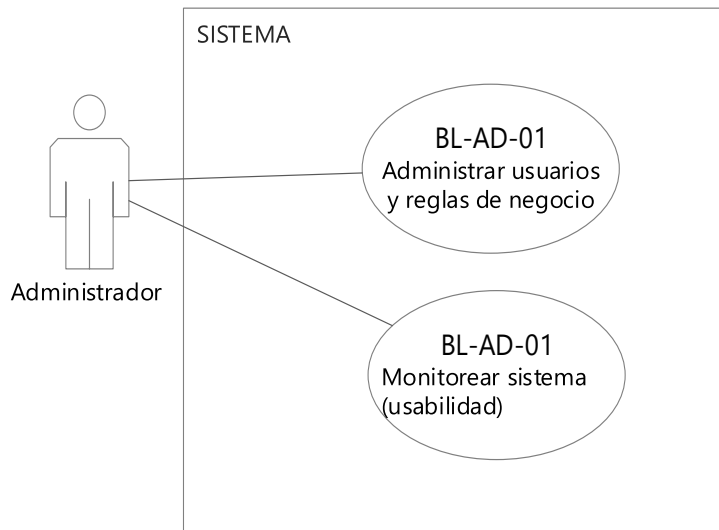 SISTEMA
BL-AD-01
Administrar usuarios
y reglas de negocio
Administrador
BL-AD-01
Monitorear sistema
(usabilidad)